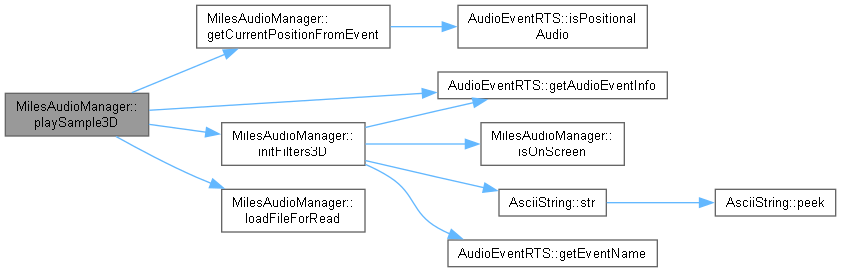 MilesAudioManager::
playSample3D
MilesAudioManager::
getCurrentPositionFromEvent
AudioEventRTS::isPositional
Audio
AudioEventRTS::getAudioEventInfo
MilesAudioManager::
initFilters3D
MilesAudioManager::
isOnScreen
AsciiString::str
AsciiString::peek
MilesAudioManager::
loadFileForRead
AudioEventRTS::getEventName